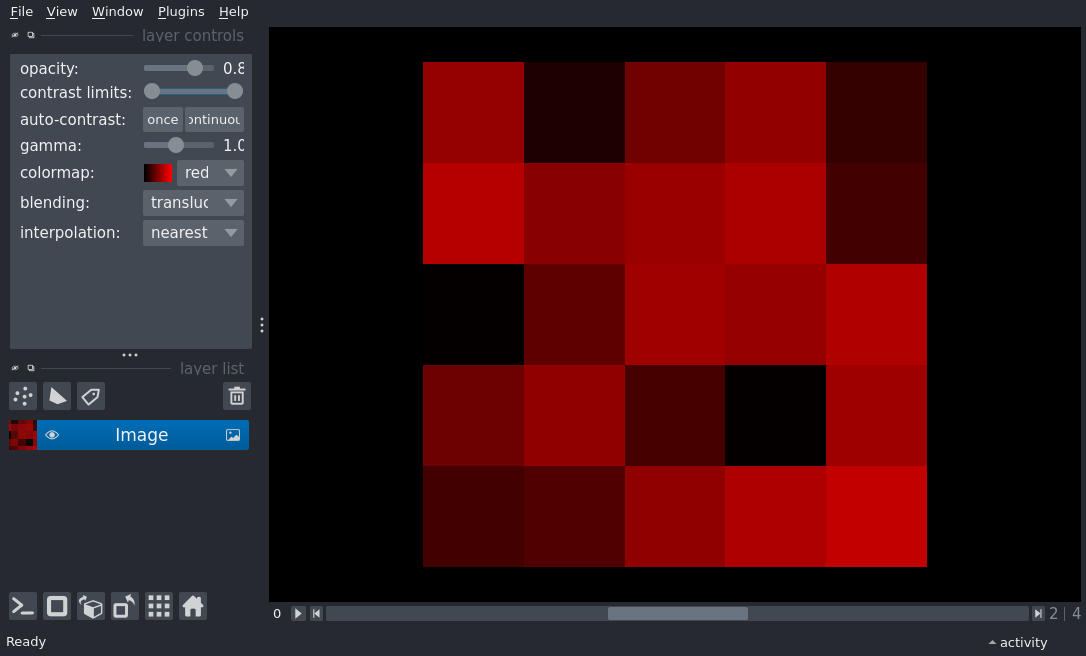 File View Window Plugins Help
layer controls
opacity: 0.8
contrast limits:
auto-contrast: once ontinuou
gamma: 1.0
colormap: red
blending: transluc
interpolation: nearest
layer list
Image
0 2 | 4
Ready
activity